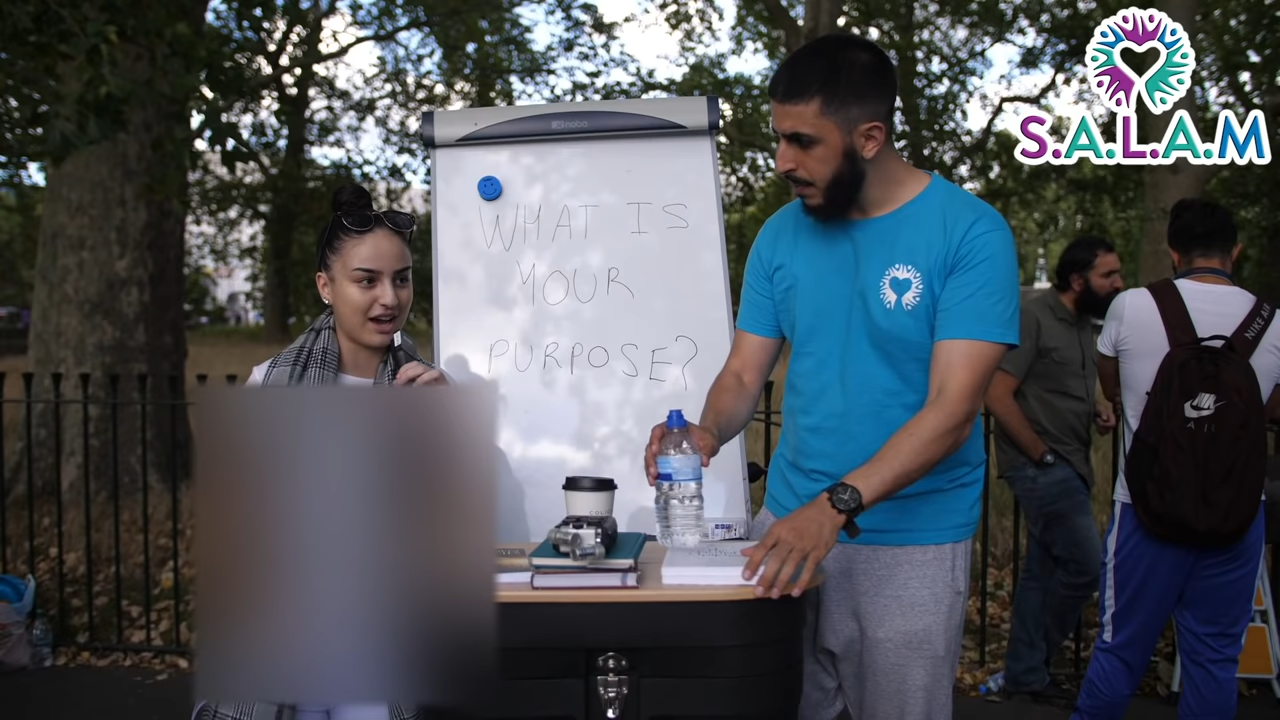 S.A.L.A.M
nobo
WHAT IS
YOUR
PURPOSE?
NIKE AIR
AIR